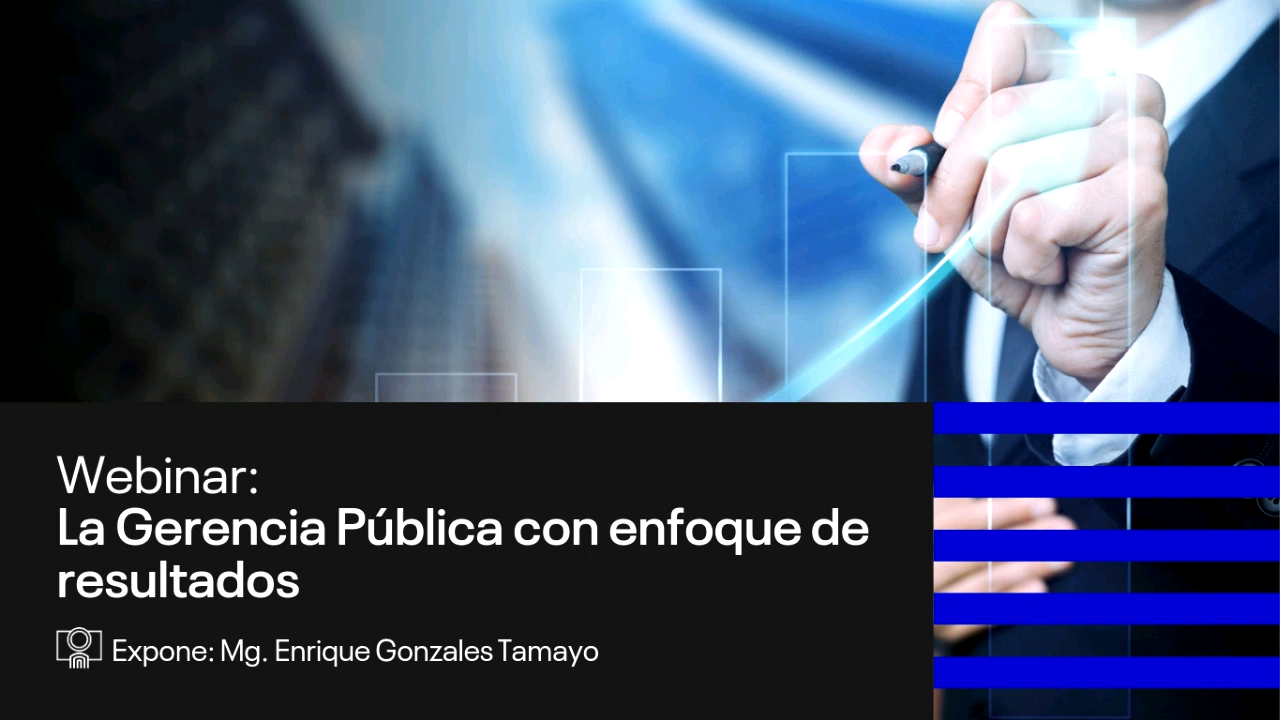 Webinar:
La Gerencia Pública con enfoque de
resultados
Expone: Mg. Enrique Gonzales Tamayo